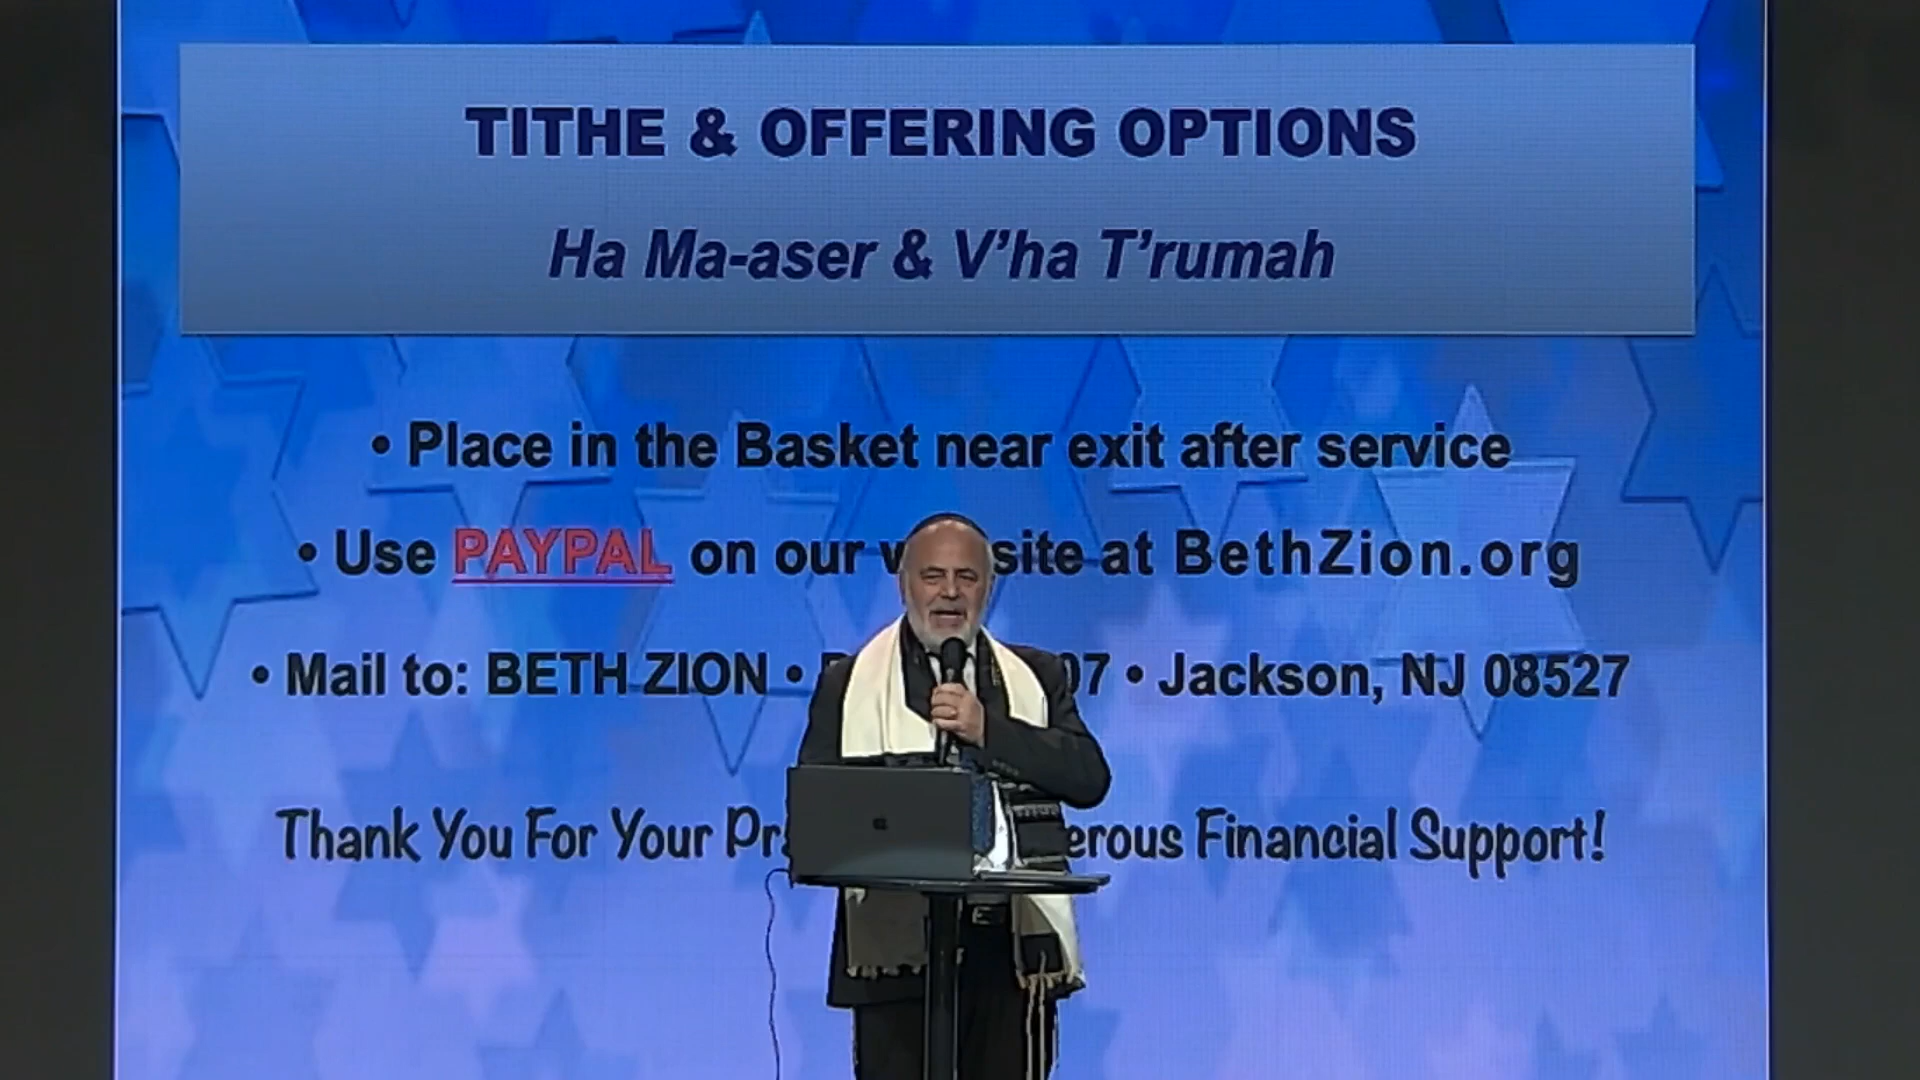 TITHE & OFFERING OPTIONS
Ha Ma-aser & V'ha T'rumah
• Place in the Basket near exit after service
• Use PAYPAL on our site at BethZion.org
• Mail to: BETH ZION • 07 • Jackson, NJ 08527
Thank You For Your Financial Support!